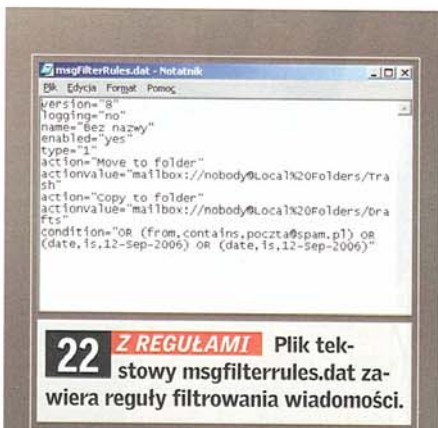 msgFilterRules.dat - Notatnik
Plik Edycja Format Pomoc
version="8"
logging="no"
name="Bez nazwy"
enabled="yes"
type="1"
action="Move to folder"
actionvalue="mailbox://nobody@Local%20Folders/Tra
sh"
action="Copy to folder"
actionvalue="mailbox://nobody@Local%20Folders/Dra
fts"
condition="OR (from,contains,poczta@spam.pl) OR
(date,is,12-Sep-2006) OR (date,is,12-Sep-2006)"
22 Z REGUŁAMI Plik tek-
stowy msgfilterrules.dat za-
wiera reguły filtrowania wiadomości.